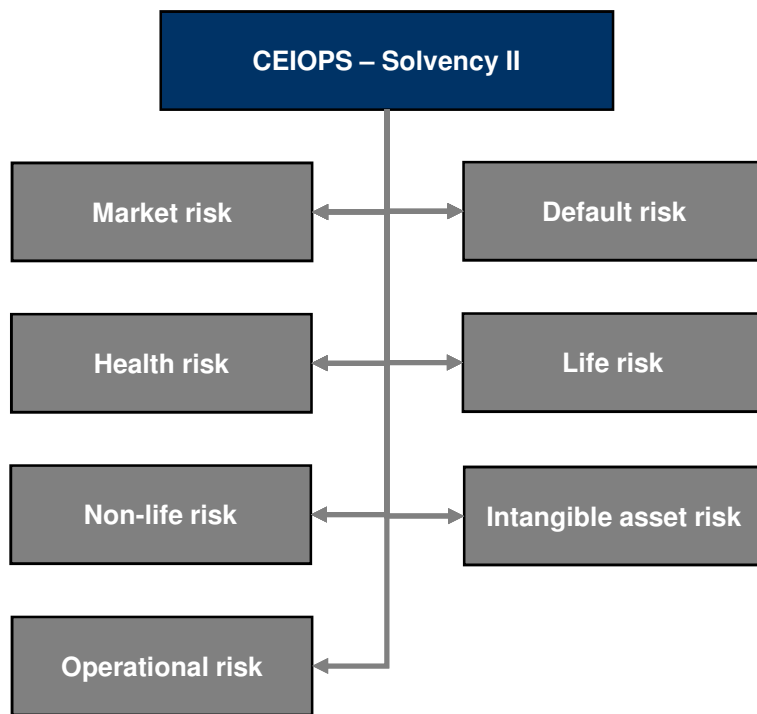 CEIOPS – Solvency II
Market risk
Default risk
Health risk
Life risk
Non-life risk
Intangible asset risk
Operational risk